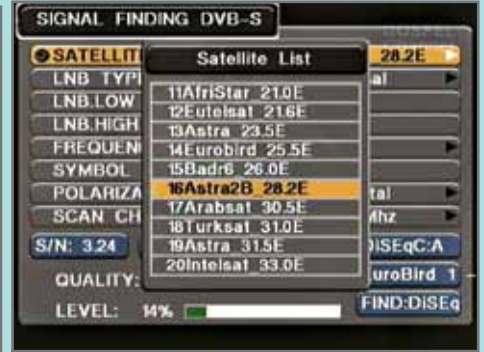 SIGNAL FINDING DVB-S
SATELLIT 28.2E
Satellite List
LNB TYP al
LNB.LOW
LNB.HIGH
FREQUEN
SYMBOL
POLARIZA tal
SCAN CH Mhz
11AfriStar 21.0E
12Eutelsat 21.6E
13Astra 23.5E
14Eurobird 25.5E
15Badr6 26.0E
16Astra2B 28.2E
17Arabsat 30.5E
18Turksat 31.0E
19Astra 31.5E
20Intelsat 33.0E
S/N: 3.24 DiSEqC:A
QUALITY: uroBird 1
LEVEL: 14% FIND:DiSEq